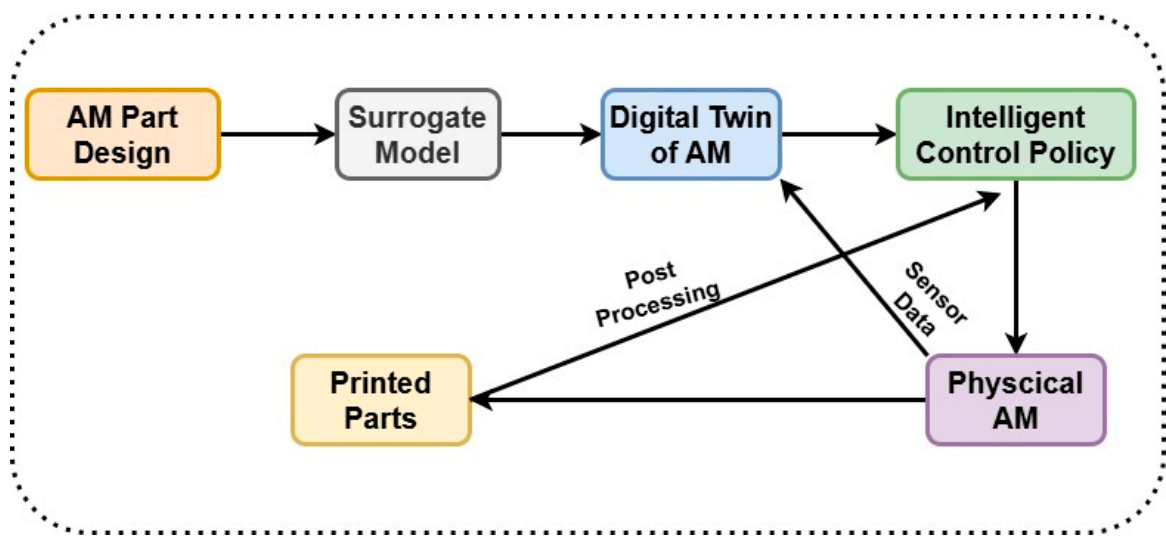 AM Part
Design
Surrogate
Model
Digital Twin
of AM
Intelligent
Control Policy
Post
Processing
Sensor
Data
Printed
Parts
Physcical
AM